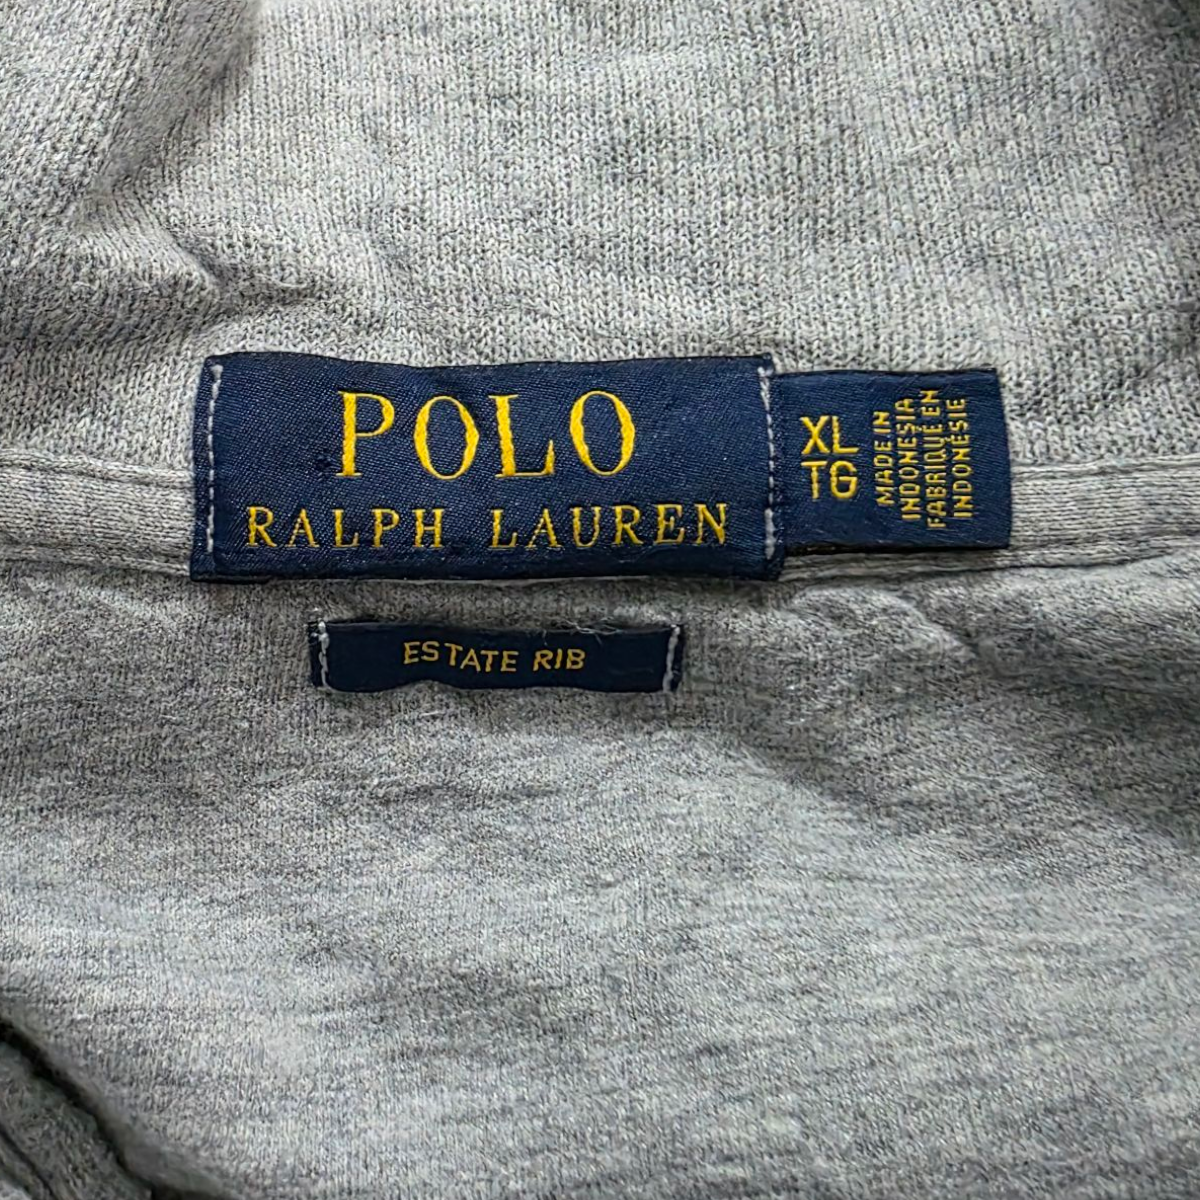 POLO
RALPH LAUREN
XL
TG
MADE IN
INDONESIA
FABRIQUÉ EN
INDONÉSIE
ESTATE RIB